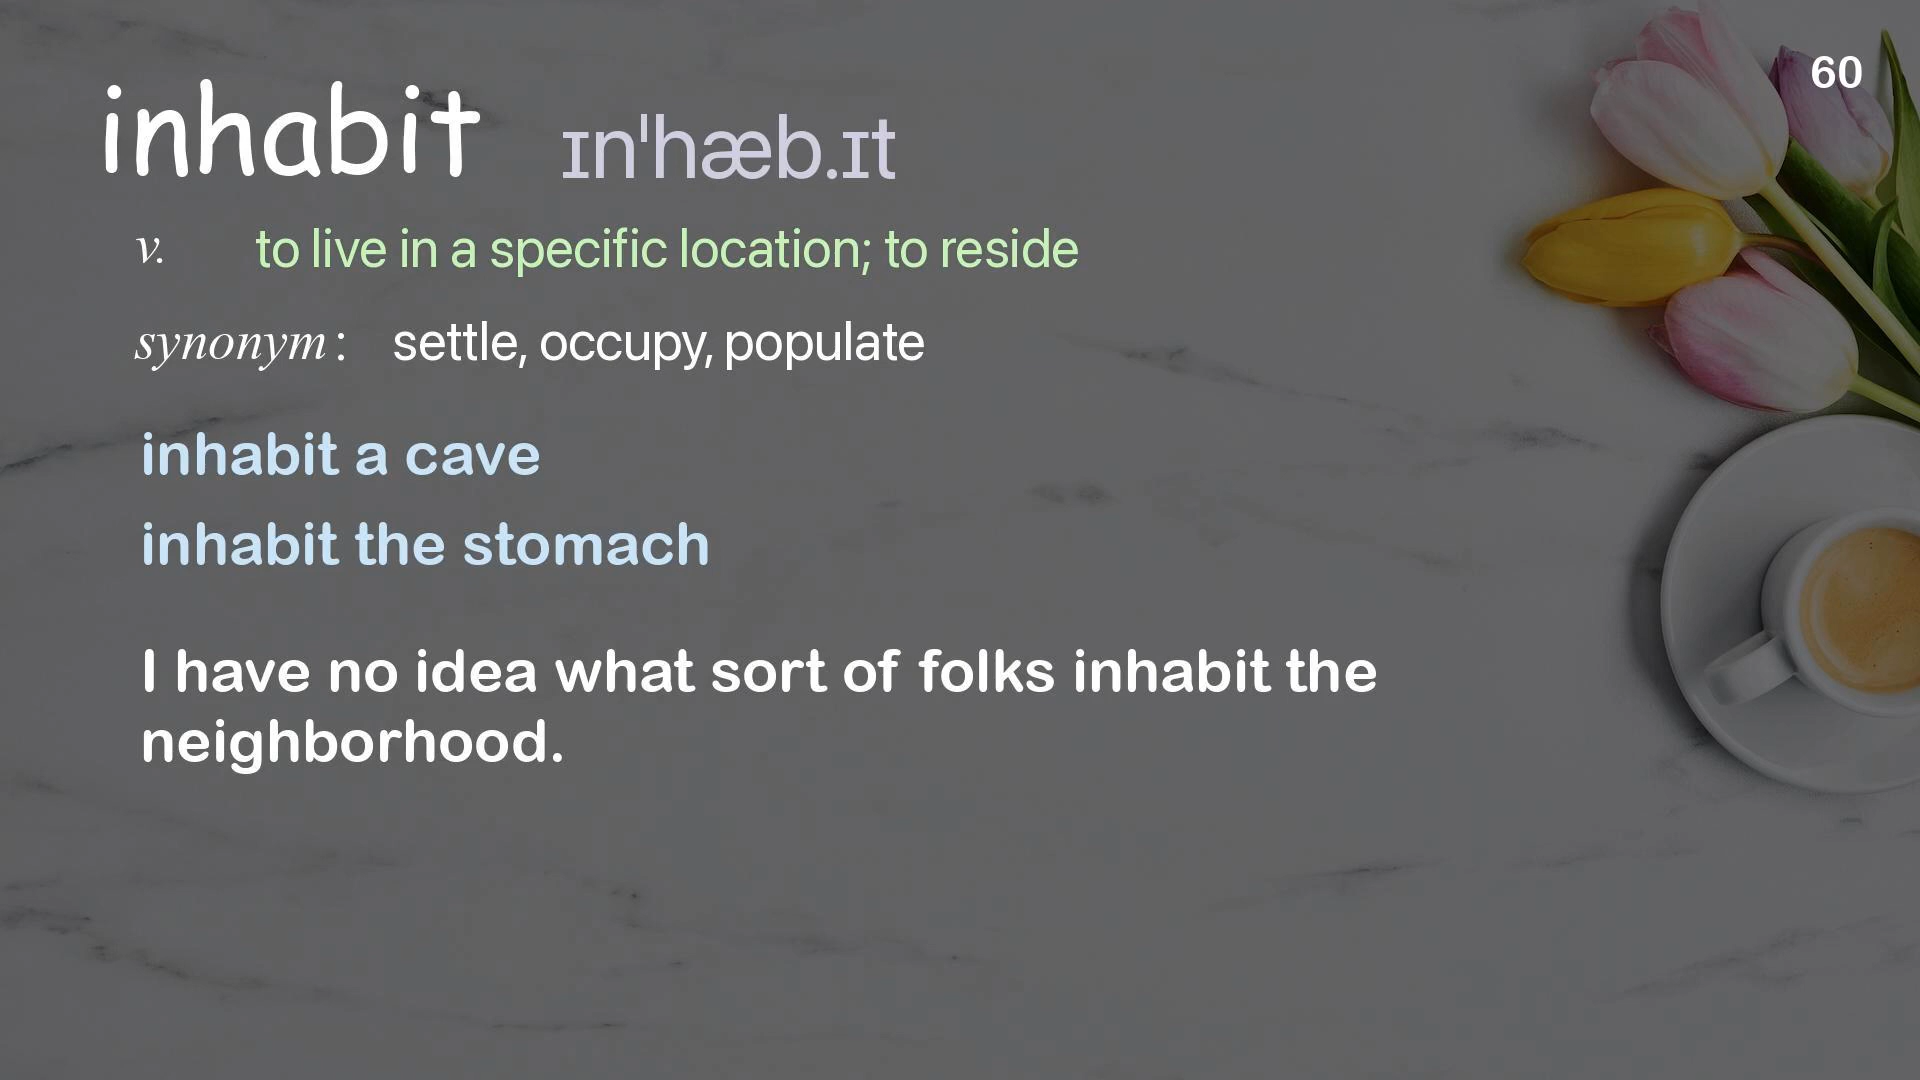 60
inhabit ɪnˈhæb.ɪt
v. to live in a specific location; to reside
synonym : settle, occupy, populate
inhabit a cave
inhabit the stomach
I have no idea what sort of folks inhabit the
neighborhood.